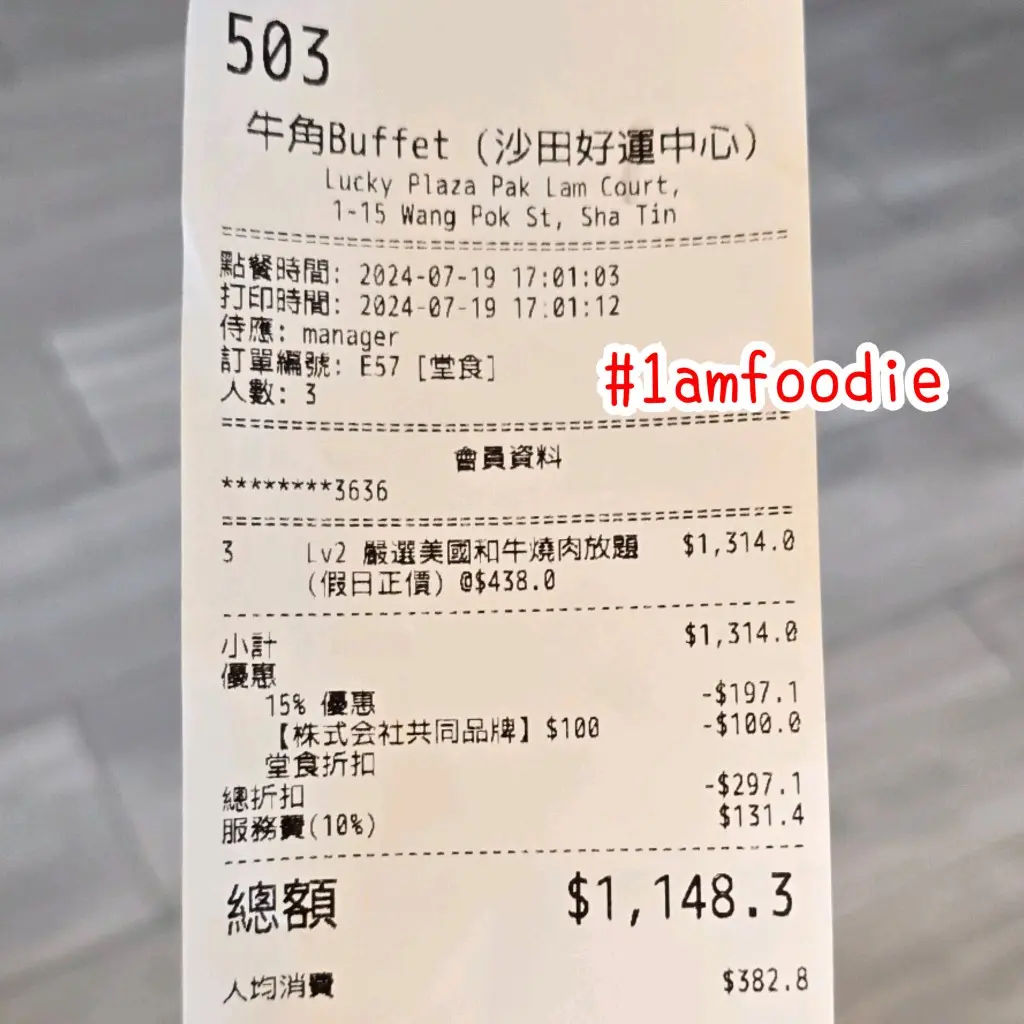 503
牛角Buffet (沙田好運中心)
Lucky Plaza Pak Lam Court,
1-15 Wang Pok St, Sha Tin
點餐時間: 2024-07-19 17:01:03
打印時間: 2024-07-19 17:01:12
侍應: manager
訂單編號: E57 [堂食]
人數: 3
#1amfoodie
會員資料
********3636
3 Lv2 嚴選美國和牛燒肉放題 $1,314.0
(假日正價) @$438.0
小計 $1,314.0
優惠
15% 優惠 -$197.1
【株式会社共同品牌】$100 -$100.0
堂食折扣
總折扣 -$297.1
服務費(10%) $131.4
總額 $1,148.3
人均消費 $382.8